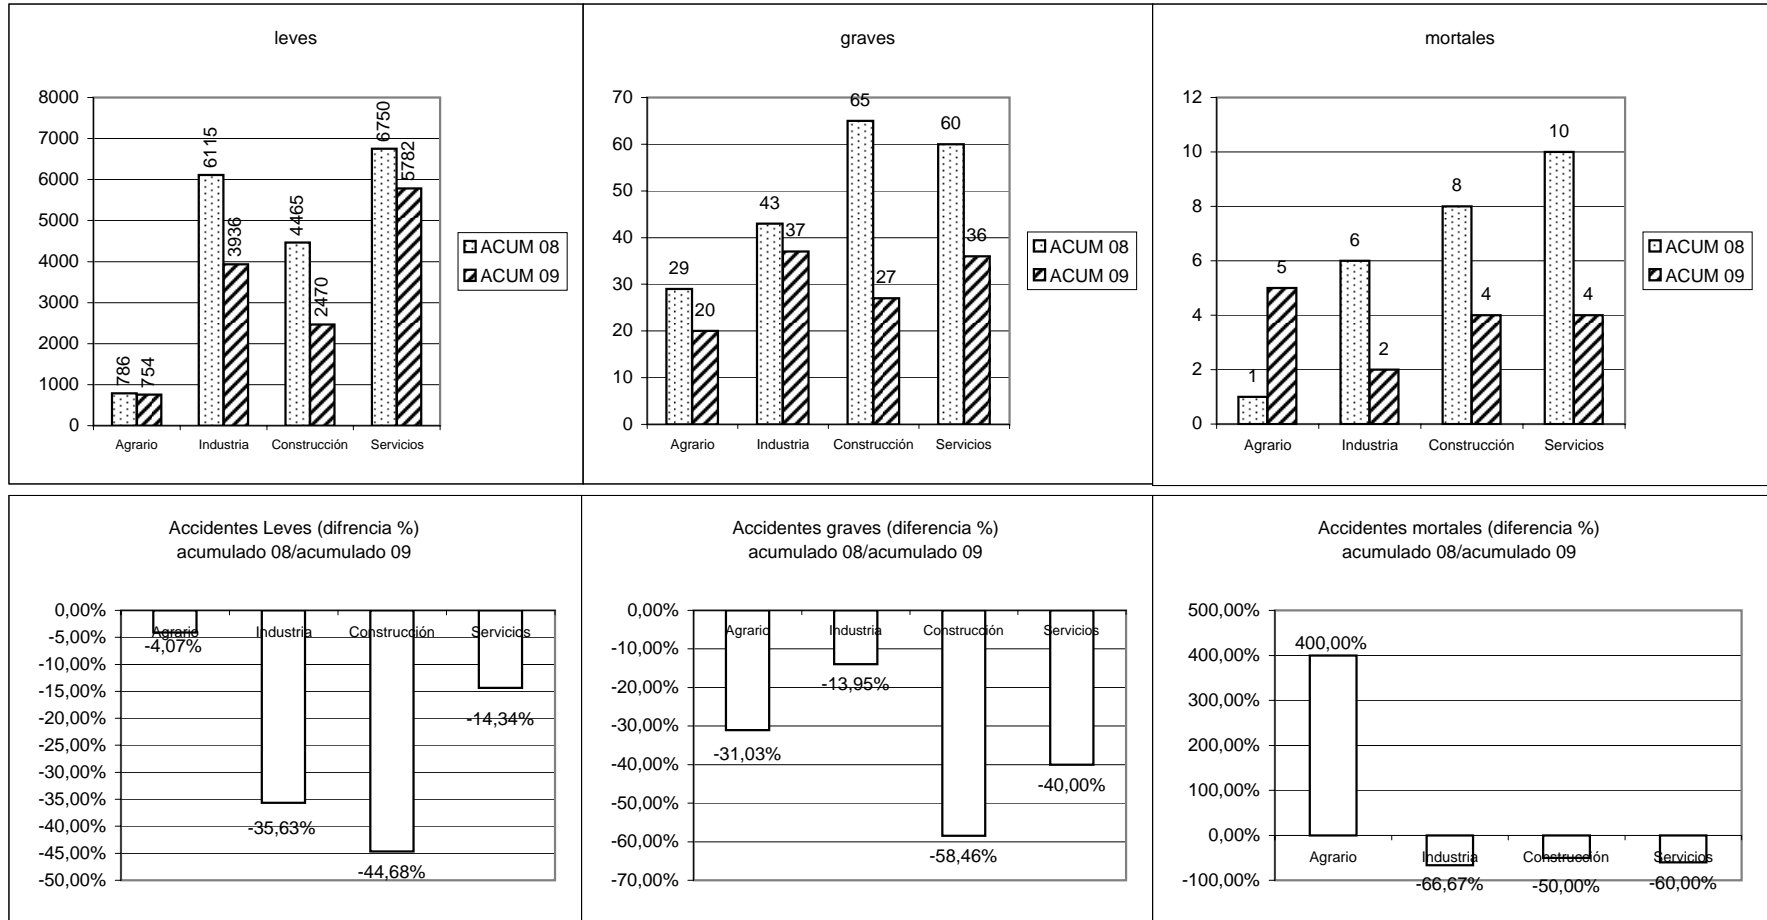 leves
8000
7000
6000
5000
4000
3000
2000
1000
0
786
754
6115
3936
4465
2470
6750
5782
Agrario
Industria
Construcción
Servicios
ACUM 08
ACUM 09
graves
70
60
50
40
30
20
10
0
29
20
43
37
65
27
60
36
Agrario
Industria
Construcción
Servicios
ACUM 08
ACUM 09
mortales
12
10
8
6
4
2
0
1
5
6
2
8
4
10
4
Agrario
Industria
Construcción
Servicios
ACUM 08
ACUM 09
Accidentes Leves (difrencia %)
acumulado 08/acumulado 09
0,00%
-5,00%
-10,00%
-15,00%
-20,00%
-25,00%
-30,00%
-35,00%
-40,00%
-45,00%
-50,00%
Agrario
Industria
Construcción
Servicios
-4,07%
-35,63%
-44,68%
-14,34%
Accidentes graves (diferencia %)
acumulado 08/acumulado 09
0,00%
-10,00%
-20,00%
-30,00%
-40,00%
-50,00%
-60,00%
-70,00%
Agrario
Industria
Construcción
Servicios
-31,03%
-13,95%
-58,46%
-40,00%
Accidentes mortales (diferencia %)
acumulado 08/acumulado 09
500,00%
400,00%
300,00%
200,00%
100,00%
0,00%
-100,00%
400,00%
Agrario
Industria
Construcción
Servicios
-66,67%
-50,00%
-60,00%